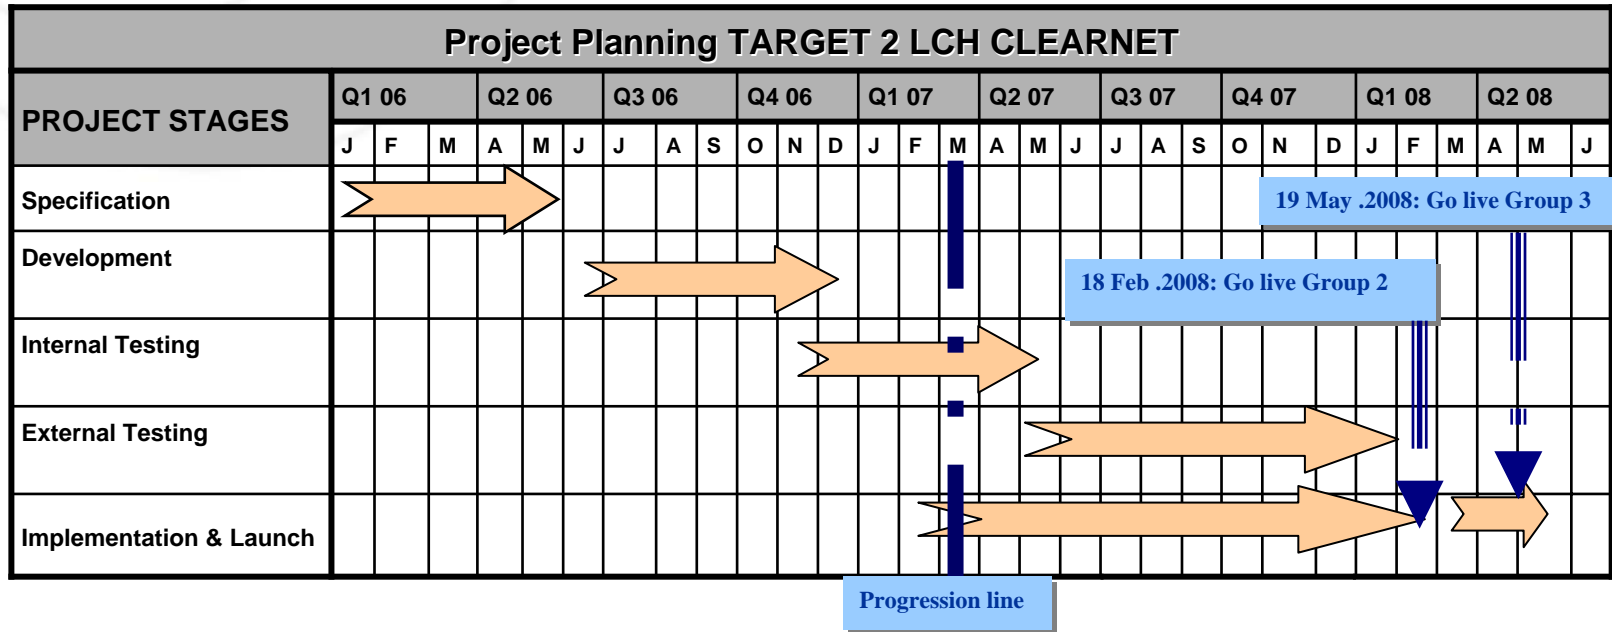 Project Planning TARGET 2 LCH CLEARNET
PROJECT STAGES
Q1 06 Q2 06 Q3 06 Q4 06 Q1 07 Q2 07 Q3 07 Q4 07 Q1 08 Q2 08
J F M A M J J A S O N D J F M A M J J A S O N D J F M A M J
Specification
19 May .2008: Go live Group 3
Development
18 Feb .2008: Go live Group 2
Internal Testing
External Testing
Implementation & Launch
Progression line